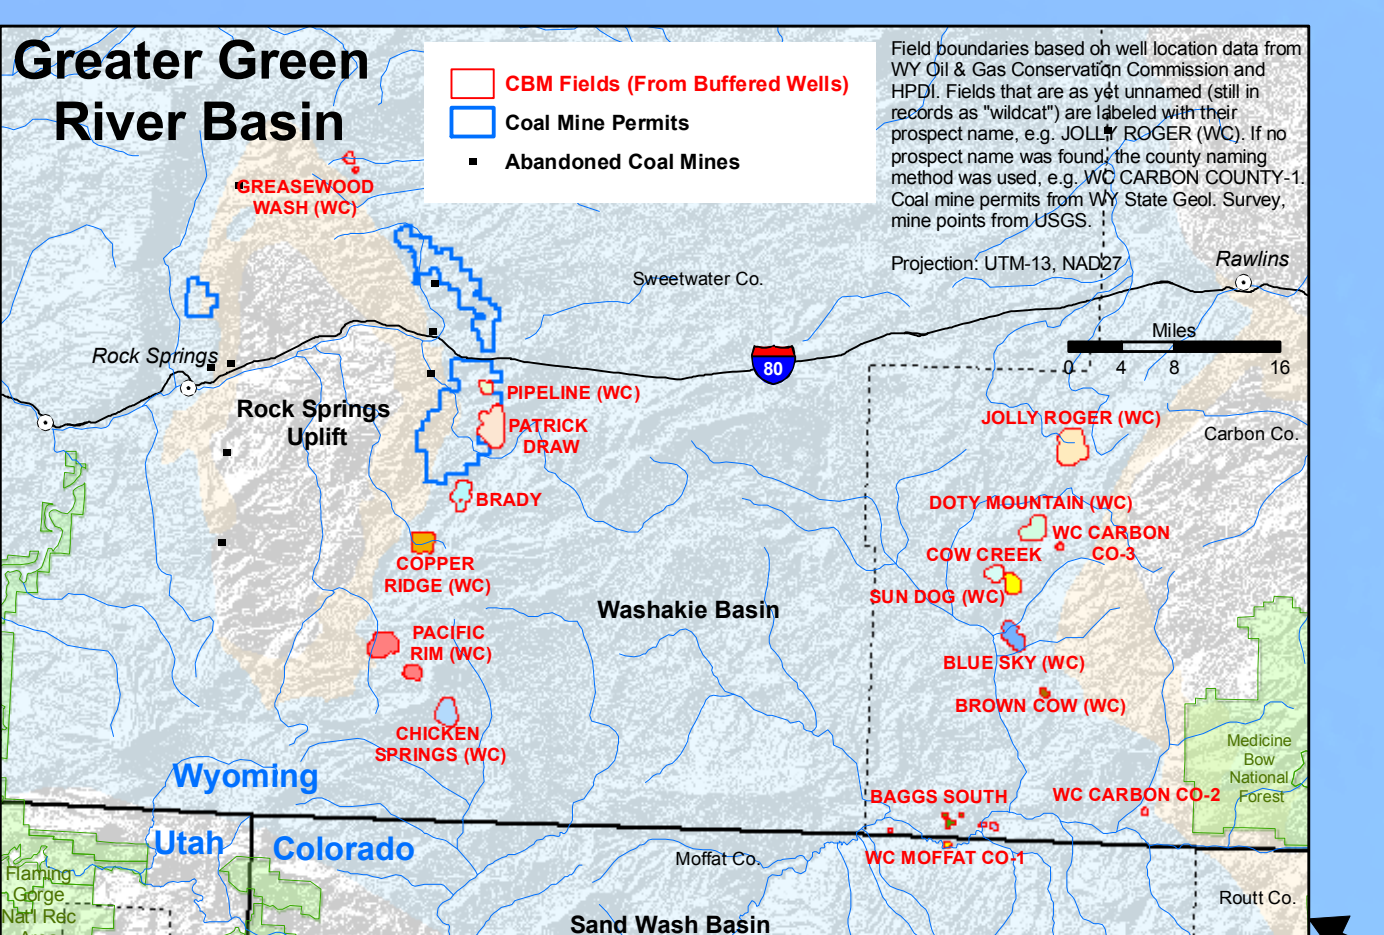 Greater Green
River Basin
CBM Fields (From Buffered Wells)
Coal Mine Permits
Abandoned Coal Mines
Field boundaries based on well location data from
WY Oil & Gas Conservation Commission and
HPDI. Fields that are as yet unnamed (still in
records as "wildcat") are labeled with their
prospect name, e.g. JOLLY ROGER (WC). If no
prospect name was found, the county naming
method was used, e.g. WC CARBON COUNTY-1.
Coal mine permits from WY State Geol. Survey,
mine points from USGS.
Projection: UTM-13, NAD27
GREASEWOOD
WASH (WC)
Sweetwater Co.
Rawlins
Miles
0 4 8 16
Rock Springs
80
Rock Springs
Uplift
PIPELINE (WC)
PATRICK
DRAW
JOLLY ROGER (WC)
Carbon Co.
BRADY
DOTY MOUNTAIN (WC)
WC CARBON
CO-3
COW CREEK
SUN DOG (WC)
COPPER
RIDGE (WC)
Washakie Basin
PACIFIC
RIM (WC)
BLUE SKY (WC)
BROWN COW (WC)
CHICKEN
SPRINGS (WC)
Medicine
Bow
National
Forest
Wyoming
BAGGS SOUTH
WC CARBON CO-2
Utah
Colorado
Moffat Co.
WC MOFFAT CO-1
Flaming
Gorge
Nat'l Rec
Routt Co.
Sand Wash Basin